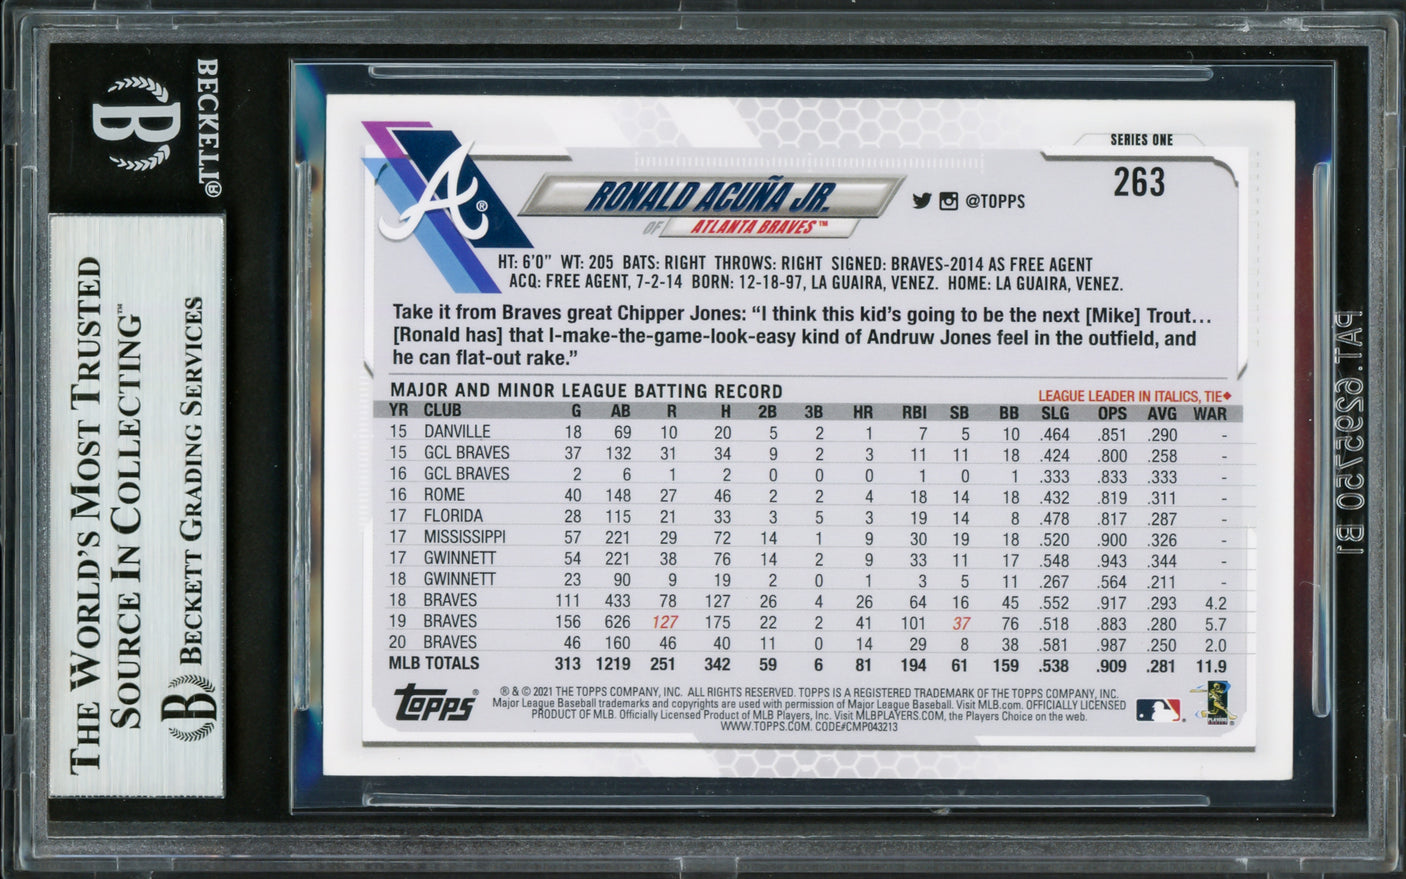 BECKETT®
B
THE WORLD'S MOST TRUSTED
SOURCE IN COLLECTING™
B BECKETT GRADING SERVICES
SERIES ONE
263
A®
RONALD ACUÑA JR.
@TOPPS
OF ATLANTA BRAVES™
HT: 6'0" WT: 205 BATS: RIGHT THROWS: RIGHT SIGNED: BRAVES-2014 AS FREE AGENT
ACQ: FREE AGENT, 7-2-14 BORN: 12-18-97, LA GUAIRA, VENEZ. HOME: LA GUAIRA, VENEZ.
Take it from Braves great Chipper Jones: “I think this kid’s going to be the next [Mike] Trout...
[Ronald has] that I-make-the-game-look-easy kind of Andruw Jones feel in the outfield, and
he can flat-out rake.”
MAJOR AND MINOR LEAGUE BATTING RECORD LEAGUE LEADER IN ITALICS, TIE♦
YR CLUB G AB R H 2B 3B HR RBI SB BB SLG OPS AVG WAR
15 DANVILLE 18 69 10 20 5 2 1 7 5 10 .464 .851 .290 -
15 GCL BRAVES 37 132 31 34 9 2 3 11 11 18 .424 .800 .258 -
16 GCL BRAVES 2 6 1 2 0 0 0 1 0 1 .333 .833 .333 -
16 ROME 40 148 27 46 2 2 4 18 14 18 .432 .819 .311 -
17 FLORIDA 28 115 21 33 3 5 3 19 14 8 .478 .817 .287 -
17 MISSISSIPPI 57 221 29 72 14 1 9 30 19 18 .520 .900 .326 -
17 GWINNETT 54 221 38 76 14 2 9 33 11 17 .548 .943 .344 -
18 GWINNETT 23 90 9 19 2 0 1 3 5 11 .267 .564 .211 -
18 BRAVES 111 433 78 127 26 4 26 64 16 45 .552 .917 .293 4.2
19 BRAVES 156 626 127 175 22 2 41 101 37 76 .518 .883 .280 5.7
20 BRAVES 46 160 46 40 11 0 14 29 8 38 .581 .987 .250 2.0
MLB TOTALS 313 1219 251 342 59 6 81 194 61 159 .538 .909 .281 11.9
Topps®
® & © 2021 THE TOPPS COMPANY, INC. ALL RIGHTS RESERVED. TOPPS IS A REGISTERED TRADEMARK OF THE TOPPS COMPANY, INC.
Major League Baseball trademarks and copyrights are used with permission of Major League Baseball. Visit MLB.com. OFFICIALLY LICENSED
PRODUCT OF MLB. Officially Licensed Product of MLB Players, Inc. Visit MLBPLAYERS.COM, the Players Choice on the web.
WWW.TOPPS.COM. CODE#CMP043213
PAT. 6295750 B1